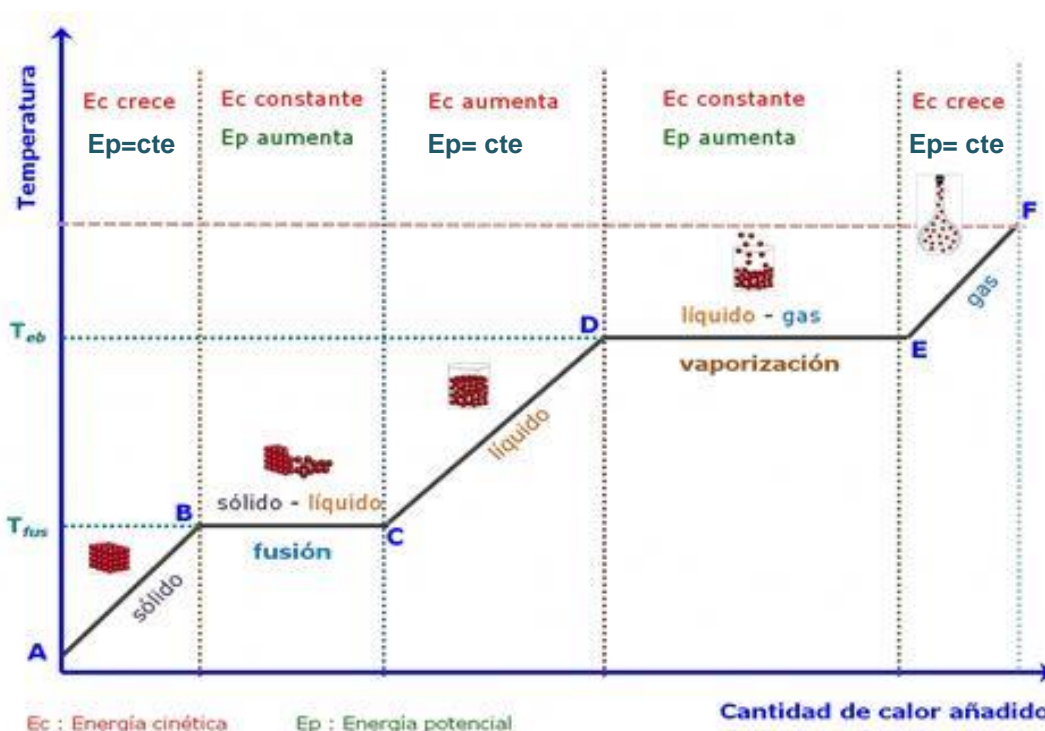 Temperatura
Ec crece
Ep=cte
Ec constante
Ep aumenta
Ec aumenta
Ep= cte
Ec constante
Ep aumenta
Ec crece
Ep= cte
F
T eb
D
líquido - gas
vaporización
E
gas
líquido
T fus
B
sólido - líquido
fusión
C
sólido
A
Ec : Energía cinética
Ep : Energía potencial
Cantidad de calor añadido